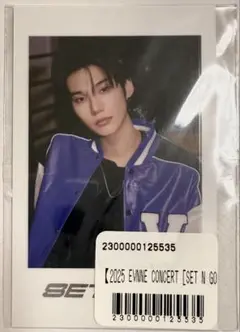 SET
2300000125535
【2025 EVNNE CONCERT [SET N GO
2300000125535